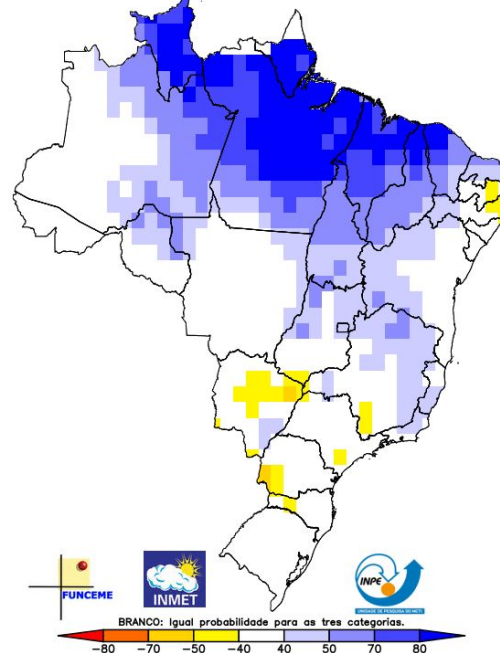 FUNCEME
INMET
INPE
UNIDADE DE PESQUISA DO MCTI
BRANCO: Igual probabilidade para as tres categorias.
−80 −70 −50 −40 40 50 70 80